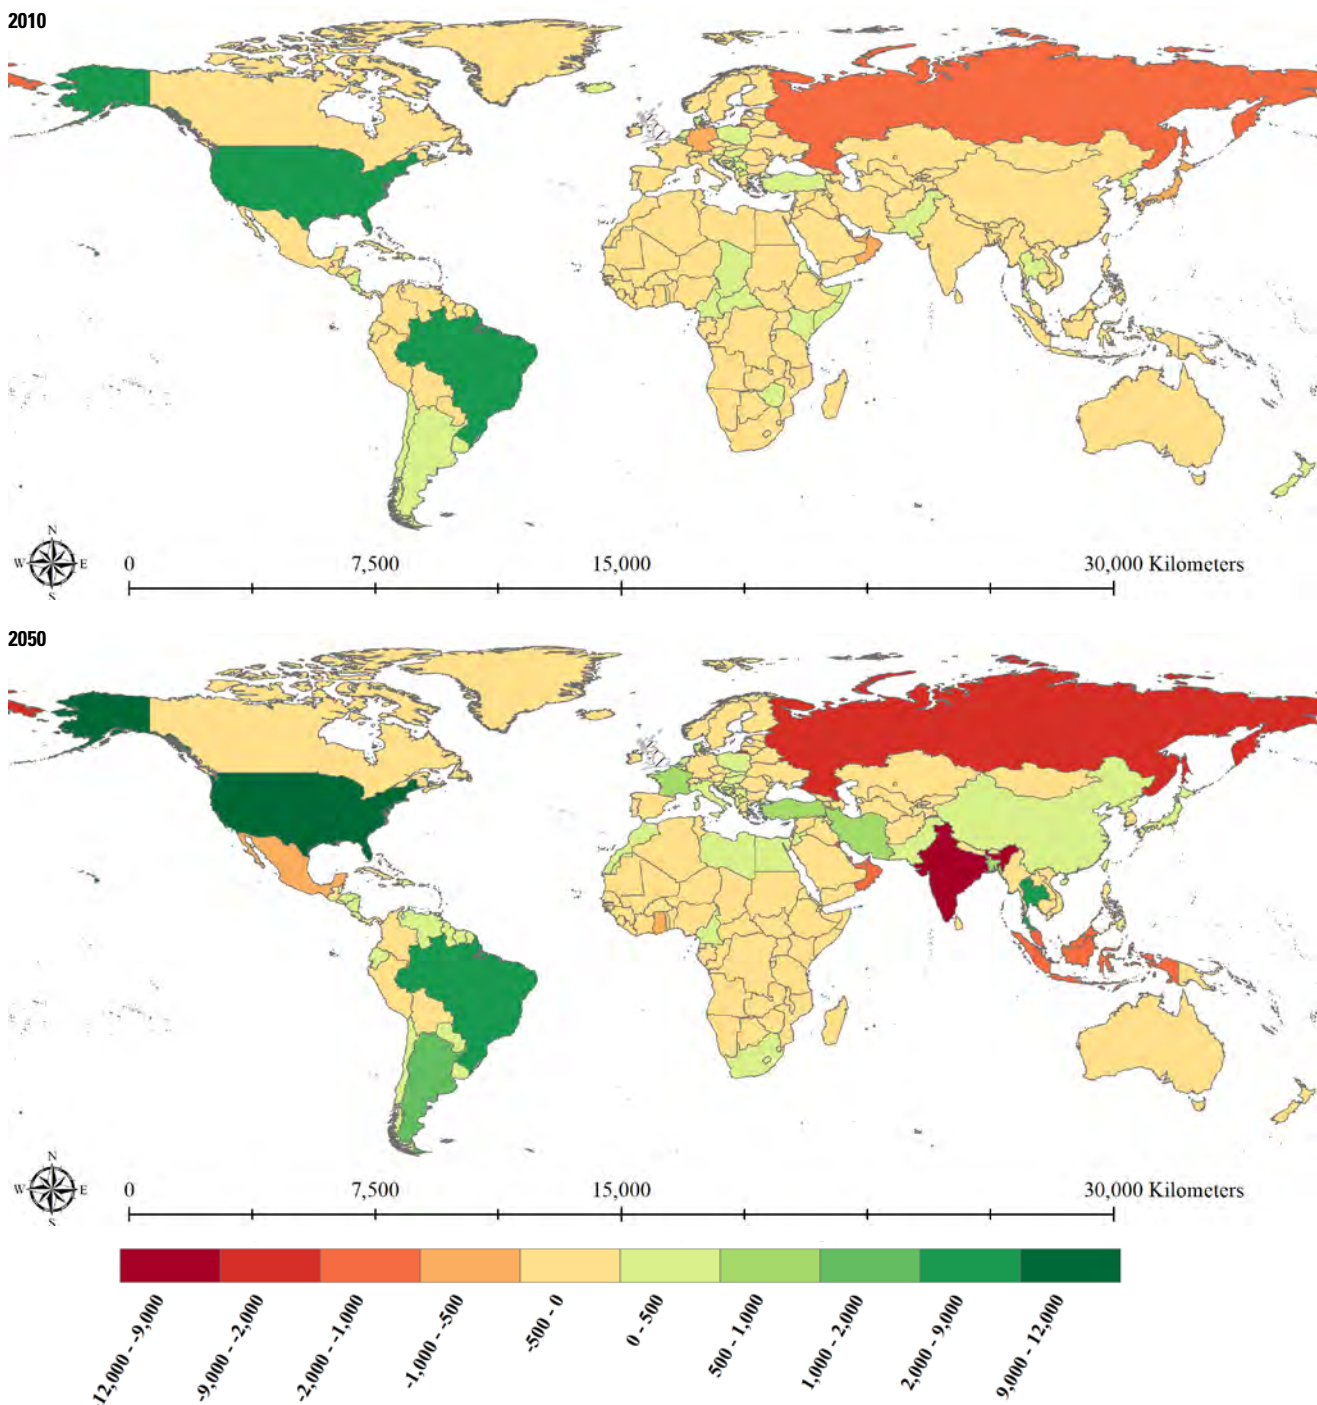 2010
N
W E
S
0 7,500 15,000 30,000 Kilometers
2050
N
W E
S
0 7,500 15,000 30,000 Kilometers
12,000 - -9,000
-9,000 - -2,000
-2,000 - -1,000
-1,000 - -500
-500 - 0
0 - 500
500 - 1,000
1,000 - 2,000
2,000 - 9,000
9,000 - 12,000